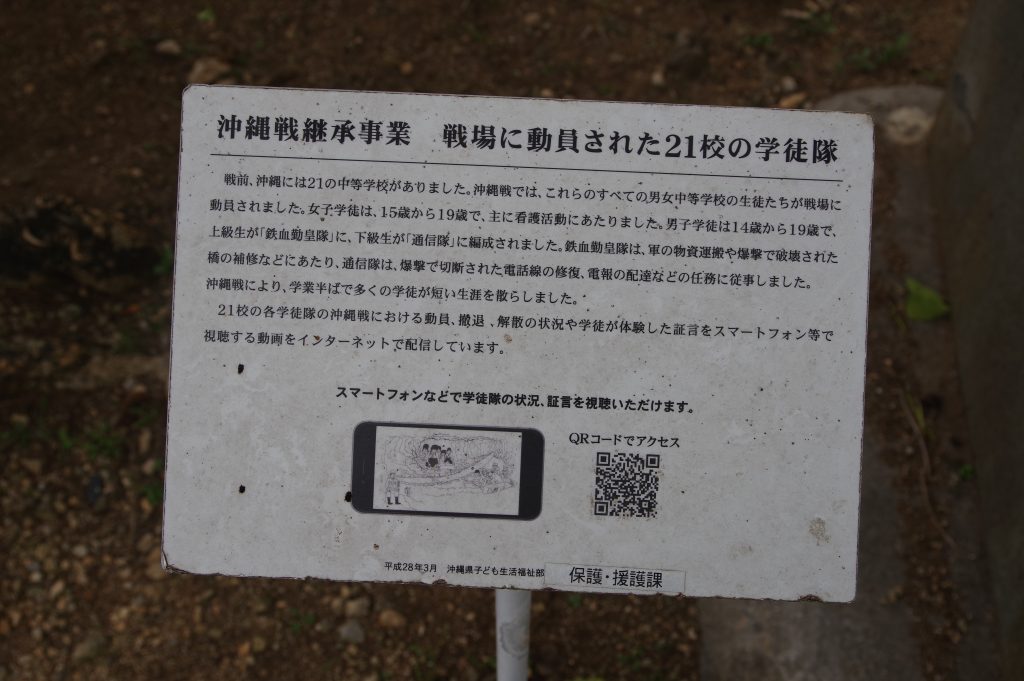 沖縄戦継承事業　戦場に動員された21校の学徒隊
戦前、沖縄には21の中等学校がありました。沖縄戦では、これらのすべての男女中等学校の生徒たちが戦場に
動員されました。女子学徒は、15歳から19歳で、主に看護活動にあたりました。男子学徒は14歳から19歳で、
上級生が「鉄血勤皇隊」に、下級生が「通信隊」に編成されました。鉄血勤皇隊は、軍の物資運搬や爆撃で破壊された
橋の補修などにあたり、通信隊は、爆撃で切断された電話線の修復、電報の配達などの任務に従事しました。
沖縄戦により、学業半ばで多くの学徒が短い生涯を散らしました。
21校の各学徒隊の沖縄戦における動員、撤退、解散の状況や学徒が体験した証言をスマートフォン等で
視聴する動画をインターネットで配信しています。
スマートフォンなどで学徒隊の状況、証言を視聴いただけます。
QRコードでアクセス
平成28年3月　沖縄県子ども生活福祉部　保護・援護課